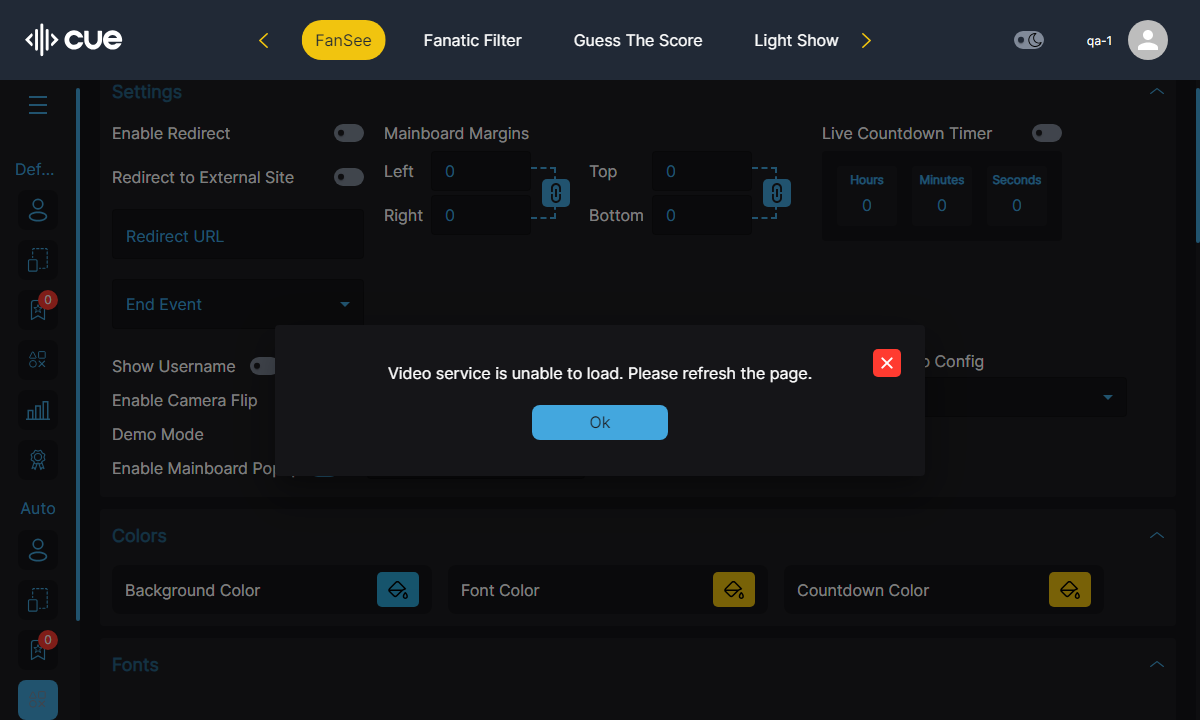 cue
FanSee
Fanatic Filter
Guess The Score
Light Show
qa-1
Settings
Enable Redirect
Mainboard Margins
Live Countdown Timer
Def...
Redirect to External Site
Left 0
Top 0
Hours Minutes Seconds
0 0 0
Right 0
Bottom 0
Redirect URL
0
End Event
Show Username
Config
Video service is unable to load. Please refresh the page.
Enable Camera Flip
Ok
Demo Mode
Enable Mainboard
Auto
Colors
Background Color
Font Color
Countdown Color
0
Fonts